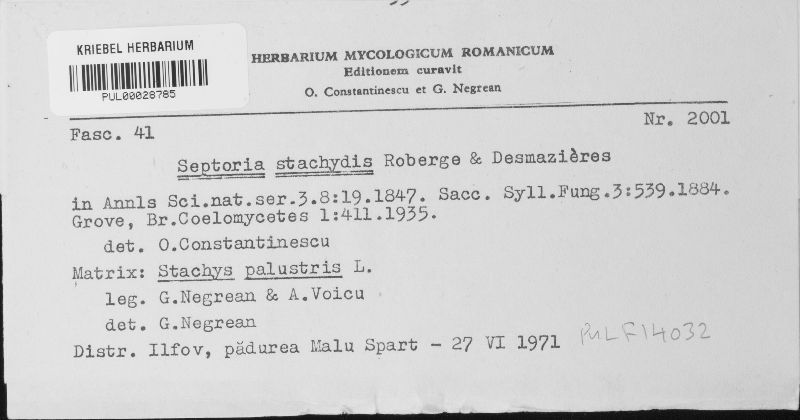 KRIEBEL HERBARIUM
PUL00028785
HERBARIUM MYCOLOGICUM ROMANICUM
Editionem curavit
O. Constantinescu et G. Negrean
Fasc. 41
Nr. 2001
Septoria stachydis Roberge & Desmazières
in Annls Sci.nat.ser.3.8:19.1847. Sacc. Syll.Fung.3:539.1884.
Grove, Br.Coelomycetes 1:411.1935.
det. O.Constantinescu
Matrix: Stachys palustris L.
leg. G.Negrean & A.Voicu
det. G.Negrean
Distr. Ilfov, pădurea Malu Spart - 27 VI 1971
PUL F14032